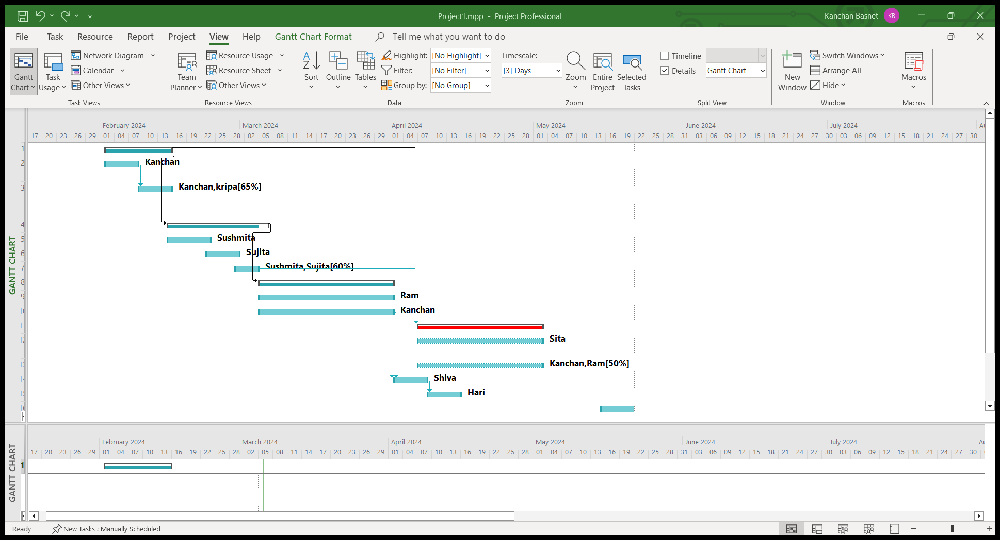 Project1.mpp - Project Professional
Kanchan Basnet KB
File Task Resource Report Project View Help Gantt Chart Format Tell me what you want to do
Gantt Chart
Task Usage
Network Diagram
Calendar
Other Views
Task Views
Team Planner
Resource Usage
Resource Sheet
Other Views
Resource Views
A Z
Sort
Outline
Tables
Highlight: [No Highlight]
Filter: [No Filter]
Group by: [No Group]
Data
Timescale:
[3] Days
Zoom
Entire Project
Selected Tasks
Zoom
Timeline
Details Gantt Chart
Split View
New Window
Switch Windows
Arrange All
Hide
Window
Macros
Macros
February 2024 March 2024 April 2024 May 2024 June 2024 July 2024
17 20 23 26 29 01 04 07 10 13 16 19 22 25 28 02 05 08 11 14 17 20 23 26 29 01 04 07 10 13 16 19 22 25 28 01 04 07 10 13 16 19 22 25 28 31 03 06 09 12 15 18 21 24 27 30 03 06 09 12 15 18 21 24 27 30
GANTT CHART
1
2 Kanchan
3 Kanchan,kripa[65%]
4
5 Sushmita
6 Sujita
7 Sushmita,Sujita[60%]
8
9 Ram
Kanchan
Sita
Kanchan,Ram[50%]
Shiva
Hari
February 2024 March 2024 April 2024 May 2024 June 2024 July 2024
17 20 23 26 29 01 04 07 10 13 16 19 22 25 28 02 05 08 11 14 17 20 23 26 29 01 04 07 10 13 16 19 22 25 28 01 04 07 10 13 16 19 22 25 28 31 03 06 09 12 15 18 21 24 27 30 03 06 09 12 15 18 21 24 27 30
GANTT CHART
1
Ready New Tasks : Manually Scheduled